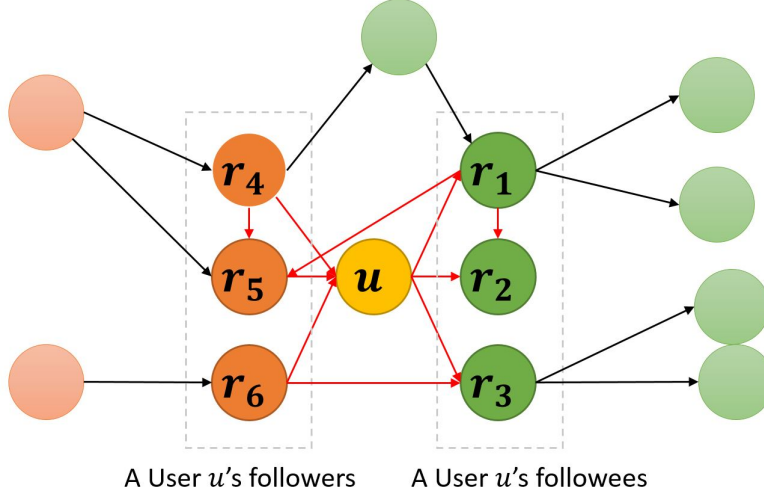 r4
r1
r5
u
r2
r6
r3
A User u's followers
A User u's followees